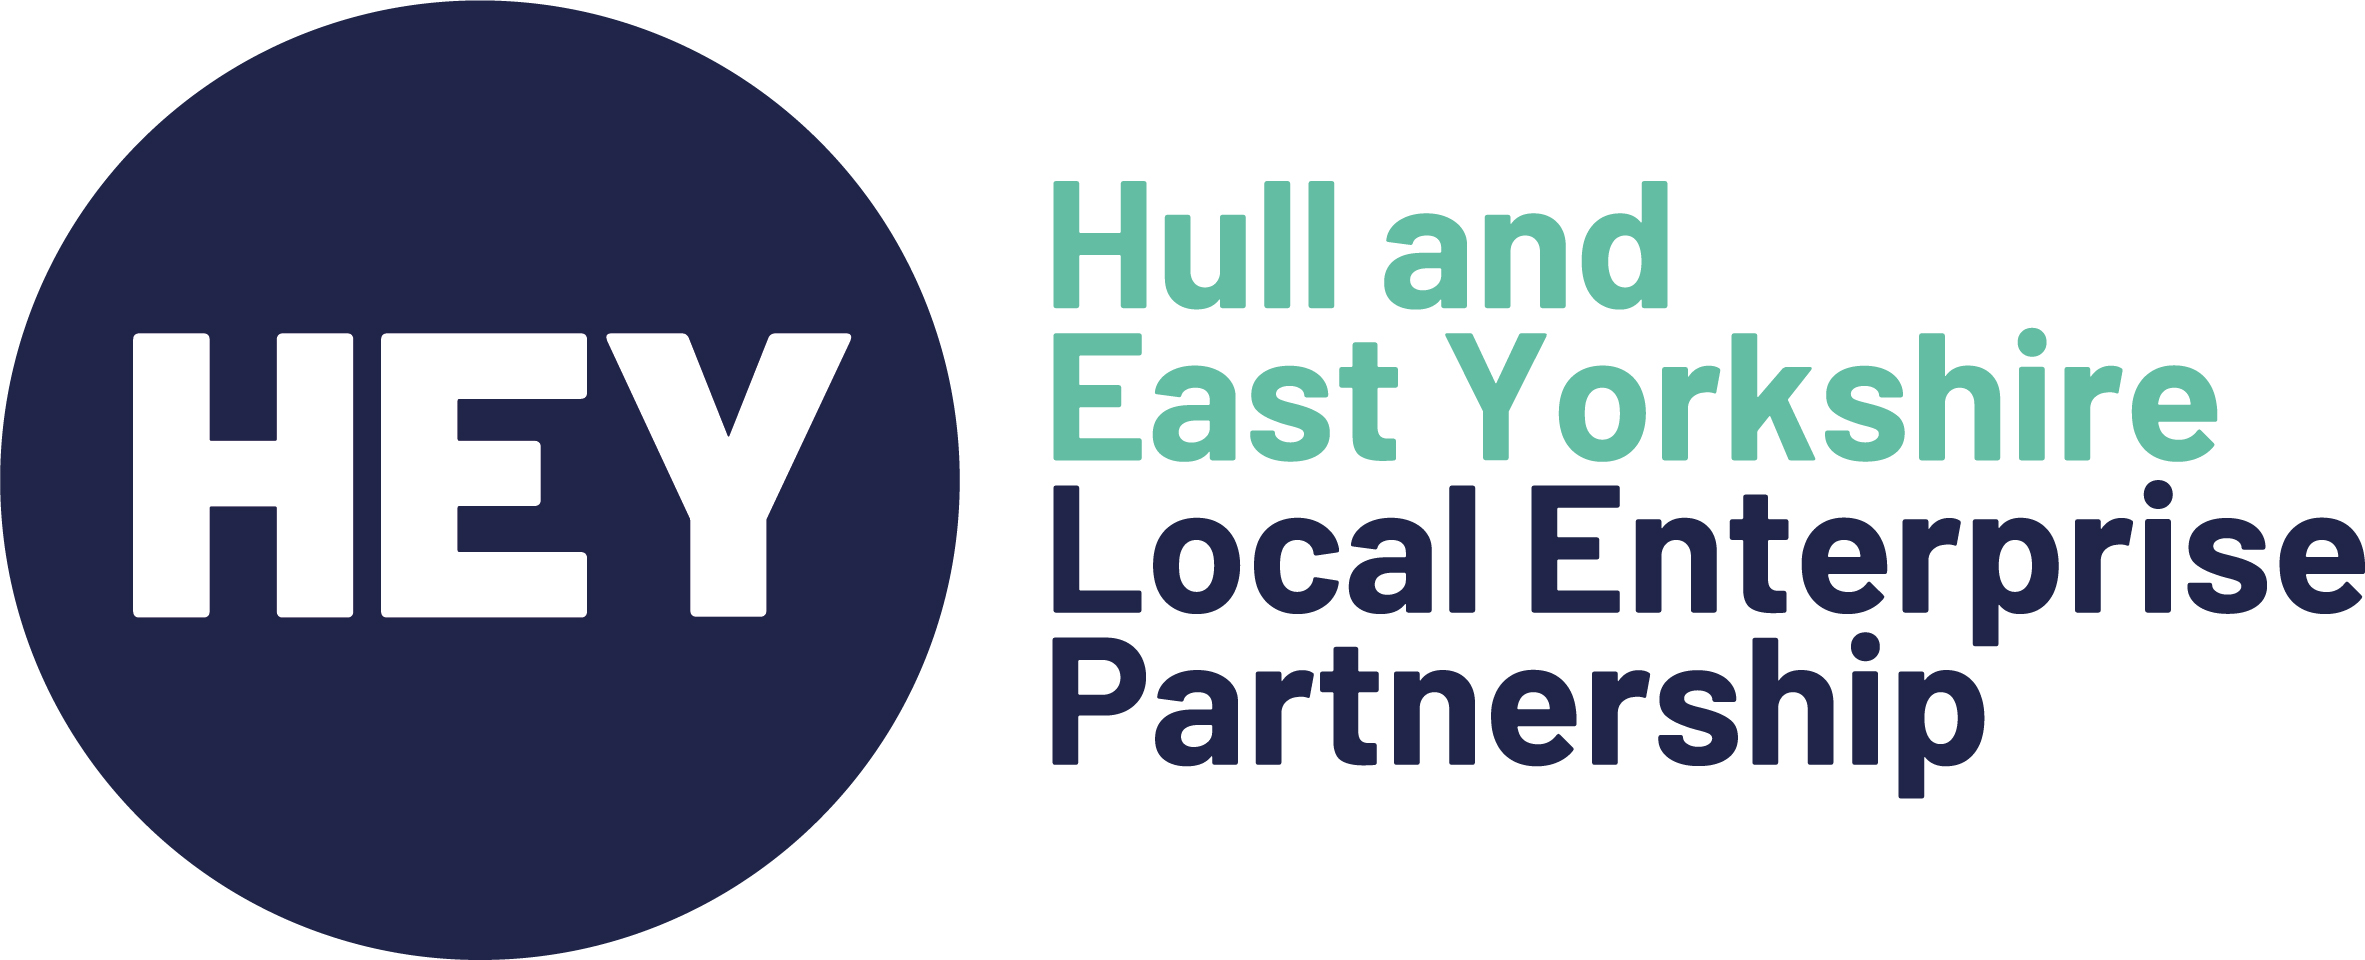 HEY
Hull and
East Yorkshire
Local Enterprise
Partnership